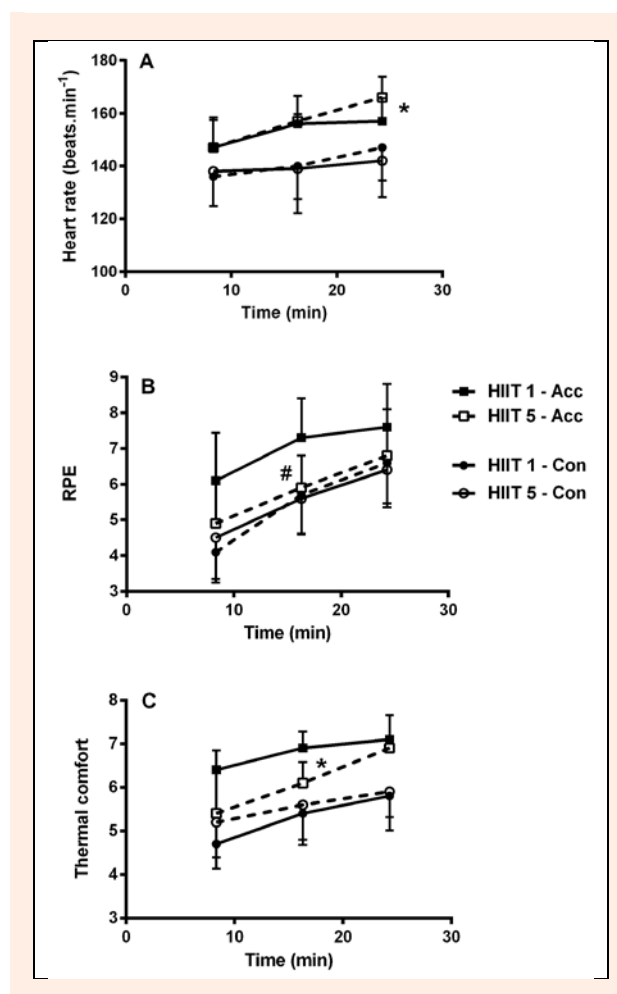 A
180
160
140
120
100
Heart rate (beats.min⁻¹)
*
0 10 20 30
Time (min)
B
9
8
7
6
5
4
3
RPE
#
0 10 20 30
Time (min)
HIIT 1 - Acc
HIIT 5 - Acc
HIIT 1 - Con
HIIT 5 - Con
C
8
7
6
5
4
3
Thermal comfort
*
0 10 20 30
Time (min)